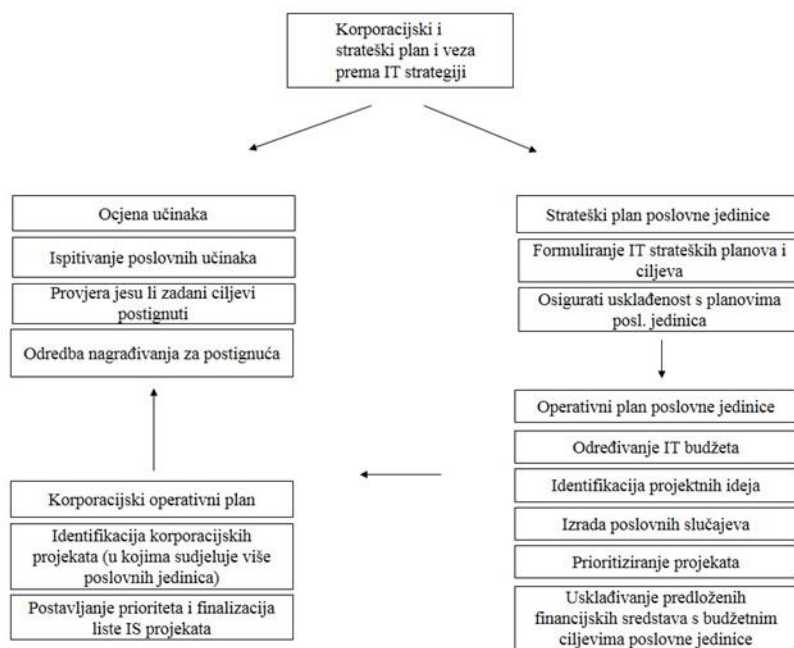 Korporacijski i
strateški plan i veza
prema IT strategiji
Ocjena učinaka
Ispitivanje poslovnih učinaka
Provjera jesu li zadani ciljevi
postignuti
Odredba nagrađivanja za postignuća
Strateški plan poslovne jedinice
Formuliranje IT strateških planova i
ciljeva
Osigurati usklađenost s planovima
posl. jedinica
Operativni plan poslovne jedinice
Određivanje IT budžeta
Identifikacija projektnih ideja
Izrada poslovnih slučajeva
Prioritiziranje projekata
Usklađivanje predloženih
financijskih sredstava s budžetnim
ciljevima poslovne jedinice
Korporacijski operativni plan
Identifikacija korporacijskih
projekata (u kojima sudjeluje više
poslovnih jedinica)
Postavljanje prioriteta i finalizacija
liste IS projekata